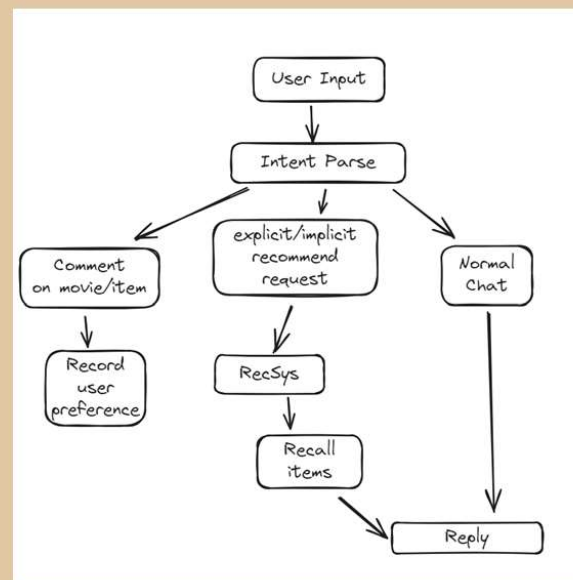 User Input
Intent Parse
Comment
on movie/item
explicit/implicit
recommend
request
Normal
Chat
Record
user
preference
RecSys
Recall
items
Reply